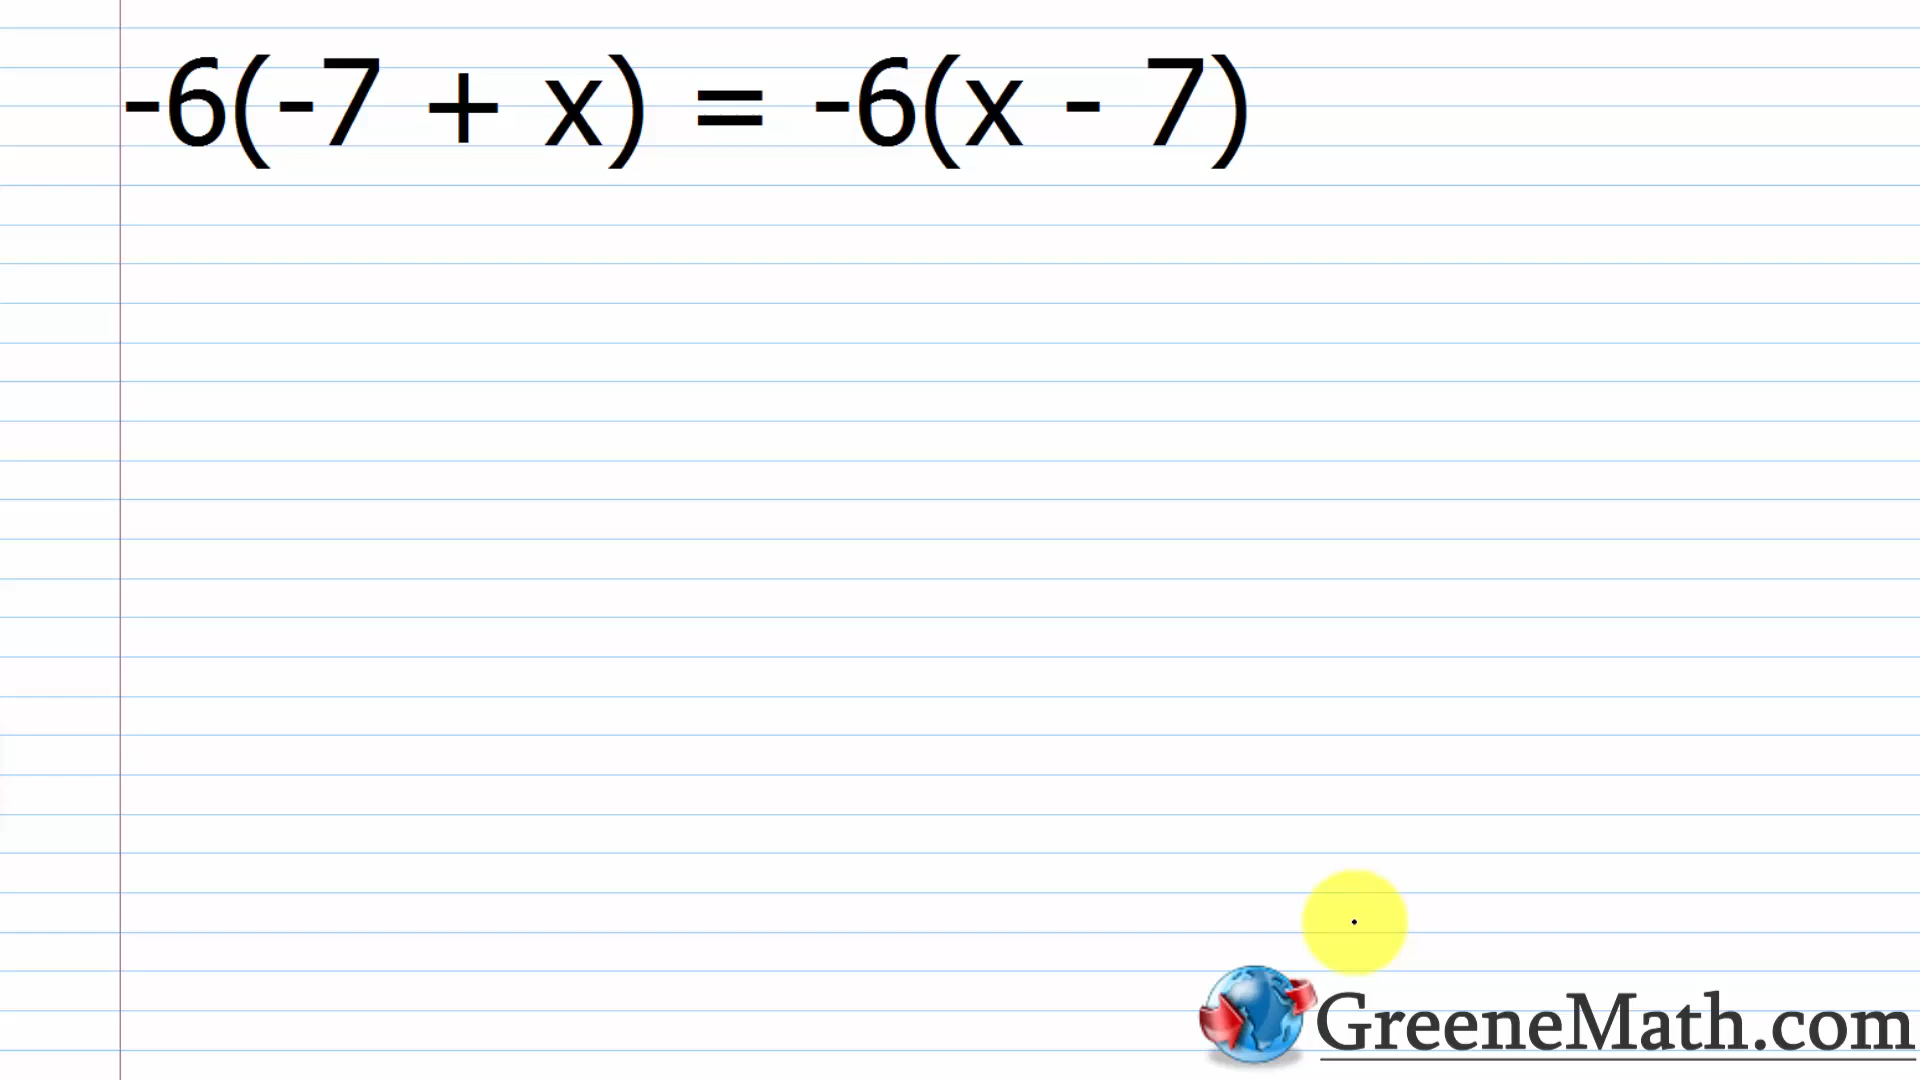 -6(-7 + x) = -6(x - 7)
GreeneMath.com